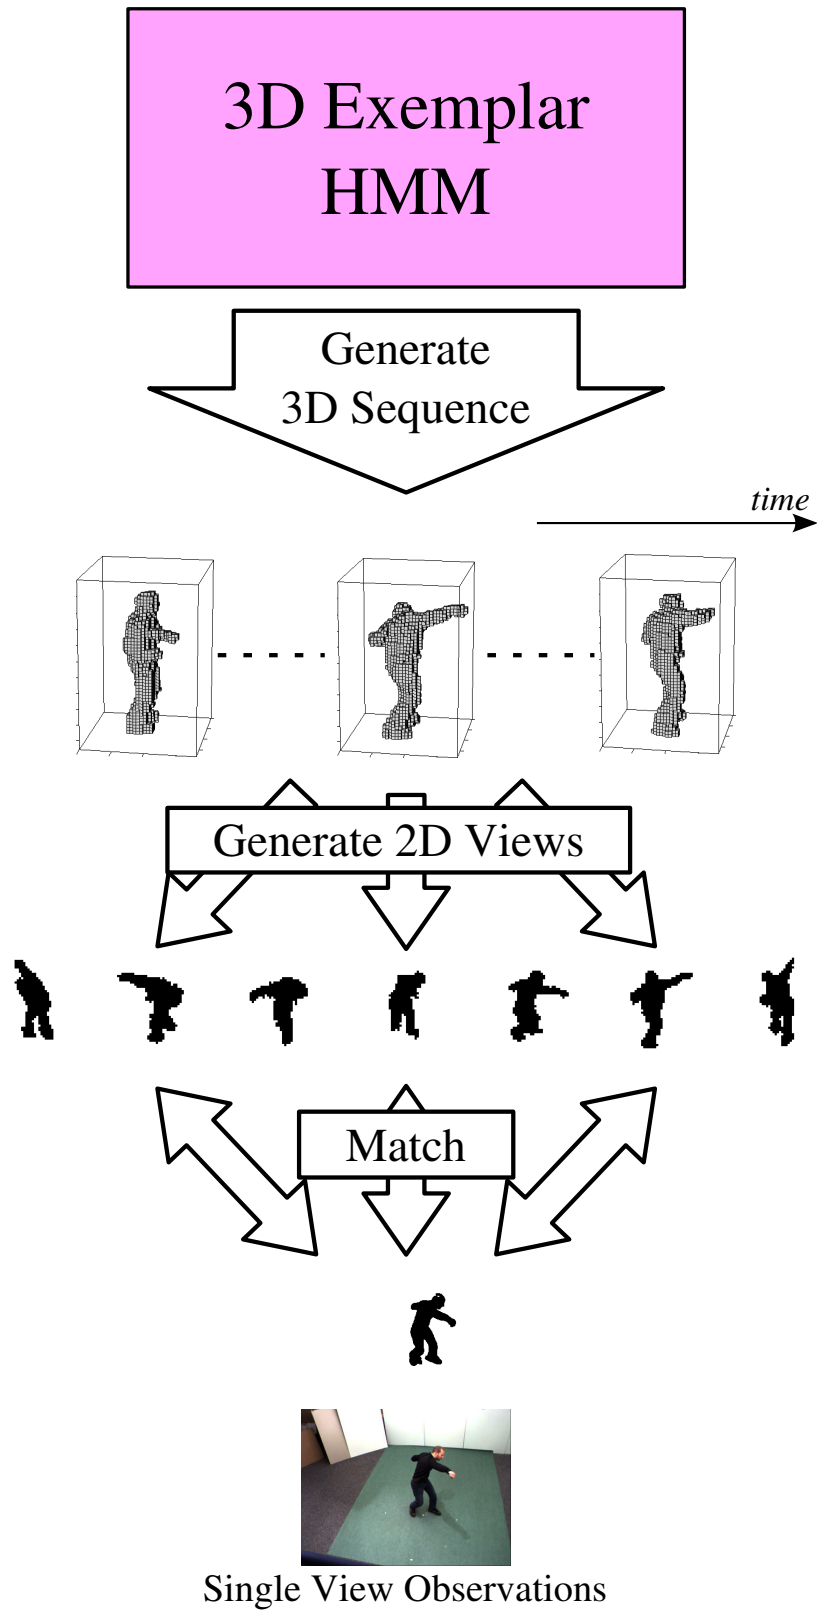 3D Exemplar
HMM
Generate
3D Sequence
time
Generate 2D Views
Match
Single View Observations